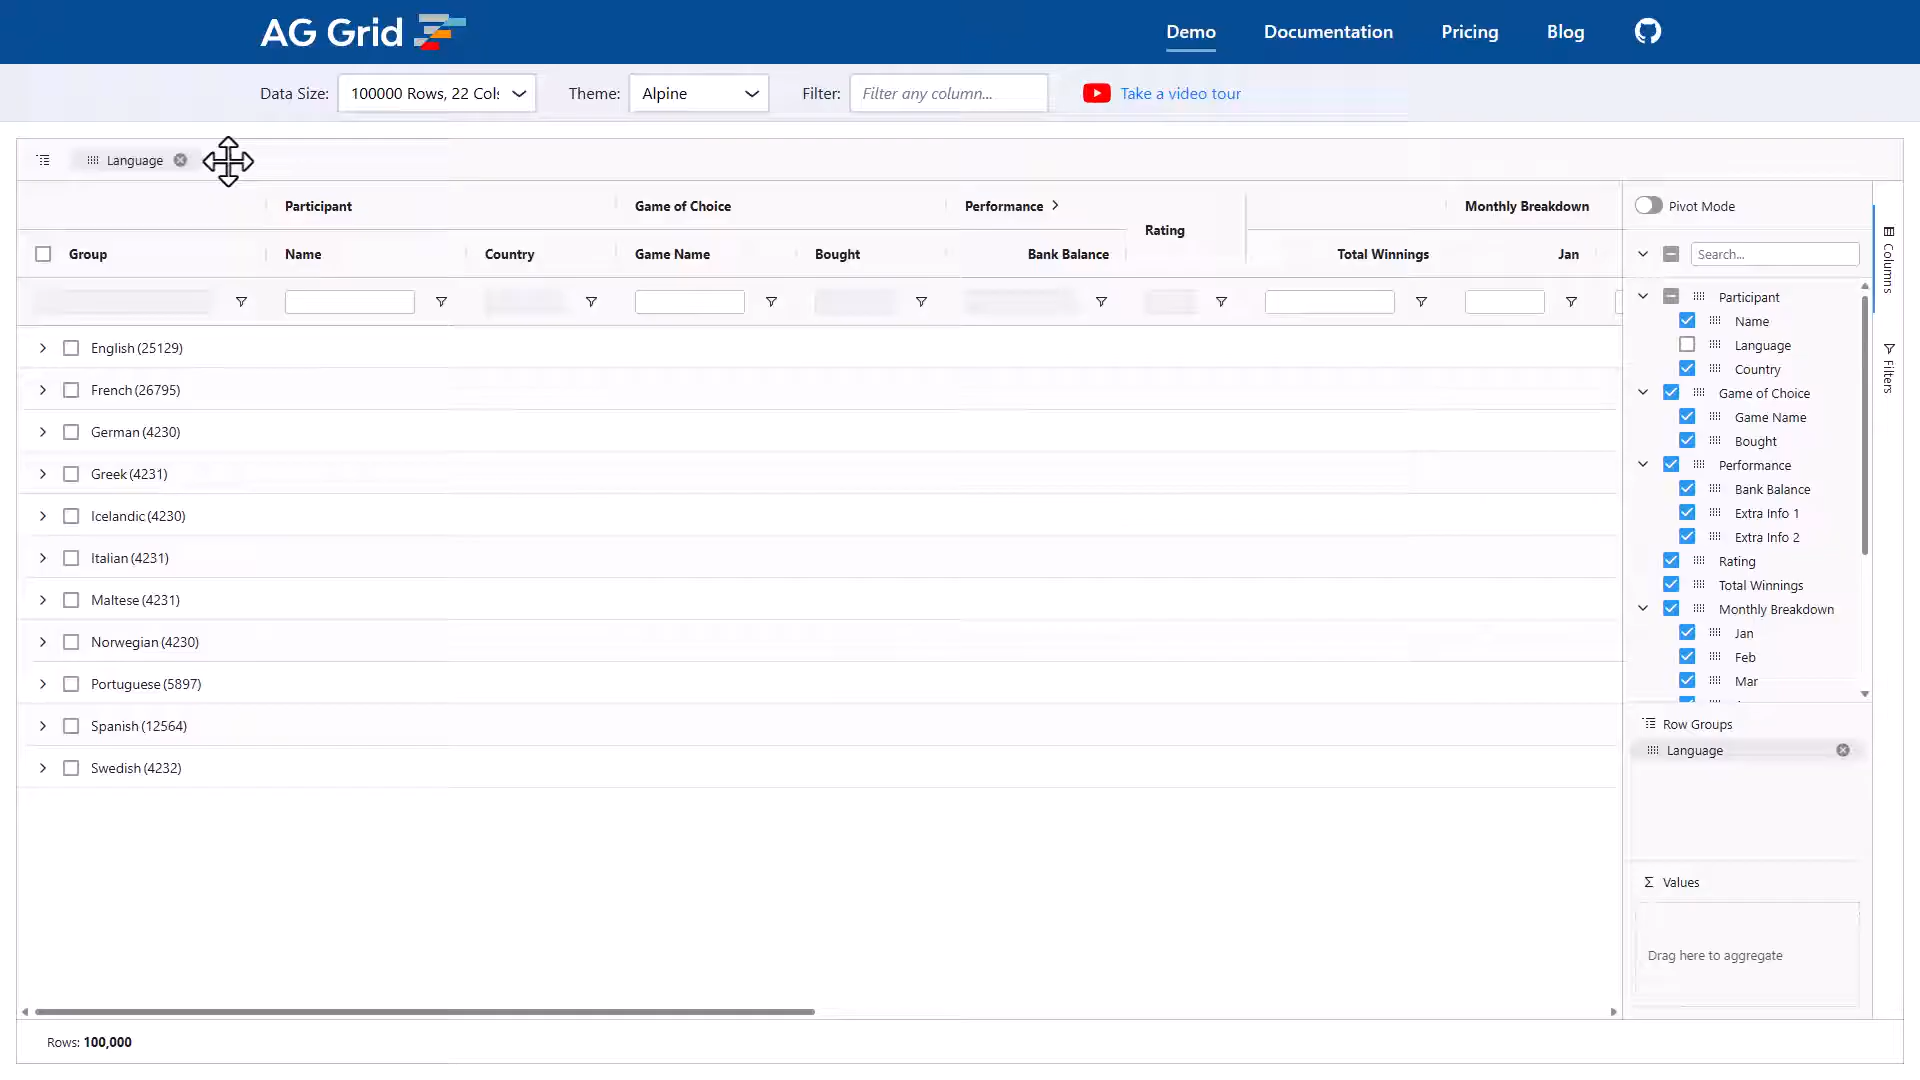 AG Grid
Demo Documentation Pricing Blog
Data Size: 100000 Rows, 22 Cols Theme: Alpine Filter: Filter any column... Take a video tour
Language
Participant Game of Choice Performance Rating Monthly Breakdown
Group Name Country Game Name Bought Bank Balance Total Winnings Jan
English (25129)
French (26795)
German (4230)
Greek (4231)
Icelandic (4230)
Italian (4231)
Maltese (4231)
Norwegian (4230)
Portuguese (5897)
Spanish (12564)
Swedish (4232)
Rows: 100,000
Pivot Mode
Search...
Participant
Name
Language
Country
Game of Choice
Game Name
Bought
Performance
Bank Balance
Extra Info 1
Extra Info 2
Rating
Total Winnings
Monthly Breakdown
Jan
Feb
Mar
Row Groups
Language
Values
Drag here to aggregate
Columns
Filters